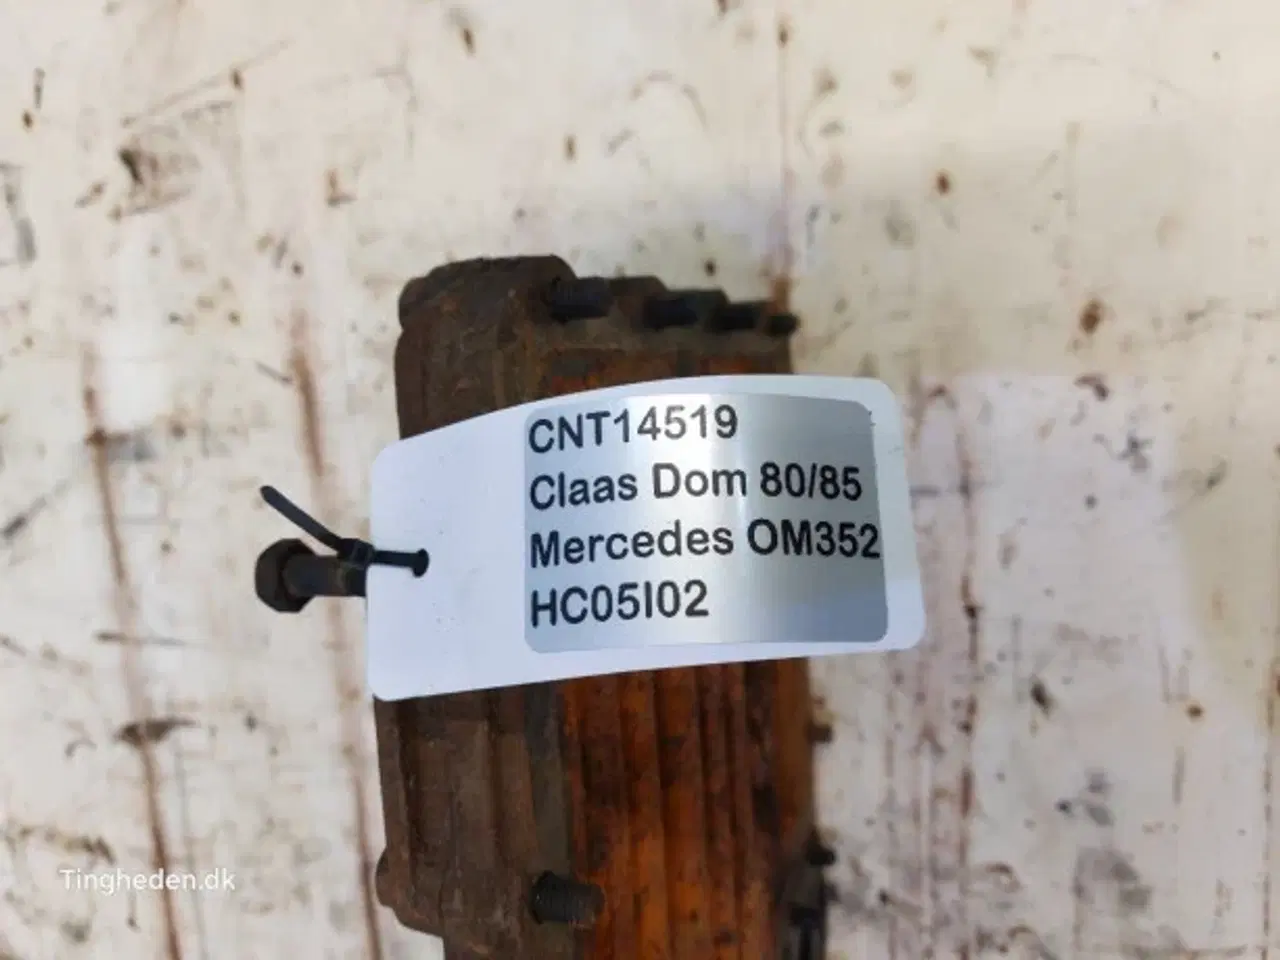 CNT14519
Claas Dom 80/85
Mercedes OM352
HC05I02
Tingheden.dk